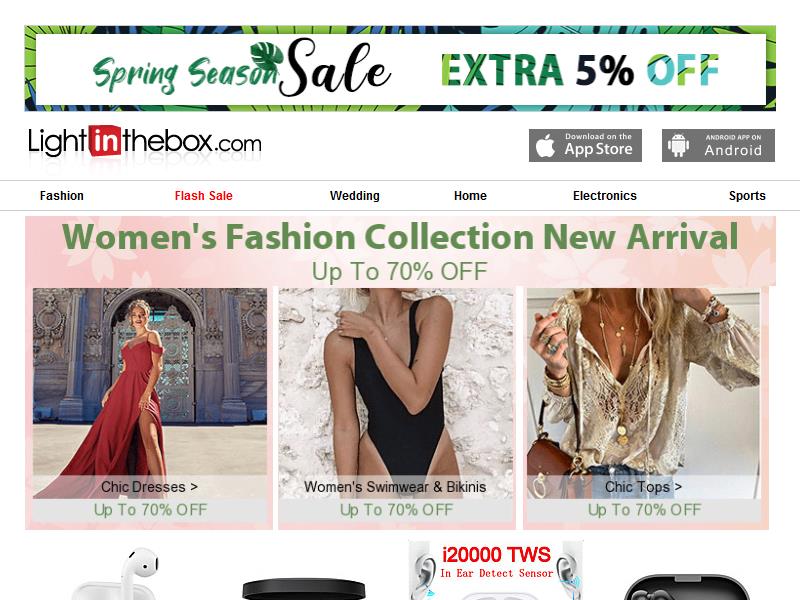 Spring Season Sale EXTRA 5% OFF
Lightinthebox.com
Download on the
App Store
ANDROID APP ON
Android
Fashion Flash Sale Wedding Home Electronics Sports
Women's Fashion Collection New Arrival
Up To 70% OFF
Chic Dresses > Women's Swimwear & Bikinis Chic Tops >
Up To 70% OFF Up To 70% OFF Up To 70% OFF
i20000 TWS
In Ear Detect Sensor